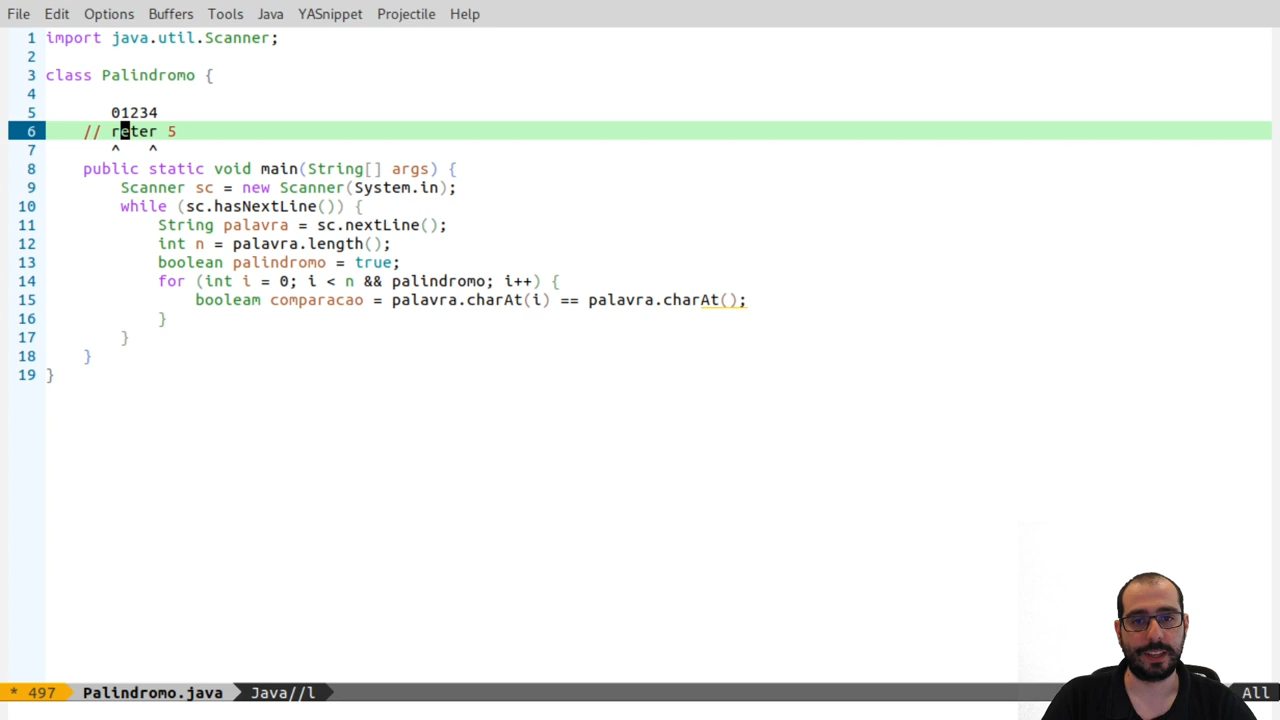 File Edit Options Buffers Tools Java YASnippet Projectile Help
1 import java.util.Scanner;
2
3 class Palindromo {
4
5 01234
6 // reter 5
7 ^ ^
8 public static void main(String[] args) {
9 Scanner sc = new Scanner(System.in);
10 while (sc.hasNextLine()) {
11 String palavra = sc.nextLine();
12 int n = palavra.length();
13 boolean palindromo = true;
14 for (int i = 0; i < n && palindromo; i++) {
15 booleam comparacao = palavra.charAt(i) == palavra.charAt();
16 }
17 }
18 }
19 }
* 497 Palindromo.java Java//l All